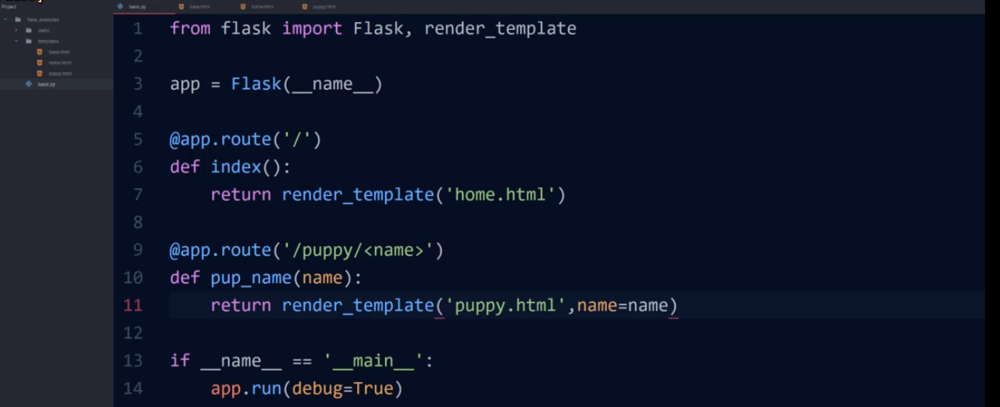 Project
flask_examples
static
templates
base.html
home.html
puppy.html
basic.py
basic.py
base.html
home.html
puppy.html
1 from flask import Flask, render_template
2
3 app = Flask(__name__)
4
5 @app.route('/')
6 def index():
7 return render_template('home.html')
8
9 @app.route('/puppy/<name>')
10 def pup_name(name):
11 return render_template('puppy.html',name=name)
12
13 if __name__ == '__main__':
14 app.run(debug=True)